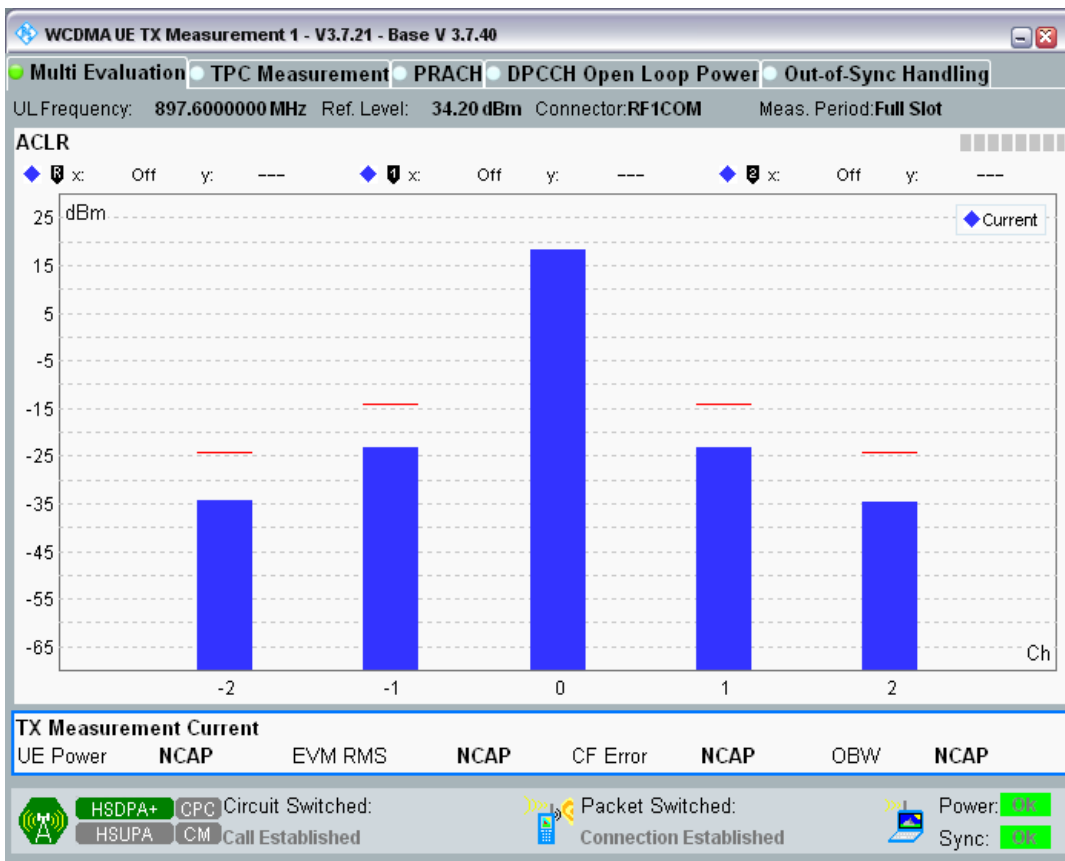 WCDMA UE TX Measurement 1 - V3.7.21 - Base V 3.7.40
Multi Evaluation TPC Measurement PRACH DPCCH Open Loop Power Out-of-Sync Handling
UL Frequency: 897.6000000 MHz Ref. Level: 34.20 dBm Connector:RF1COM Meas. Period:Full Slot
ACLR
R x: Off y: --- 1 x: Off y: --- 2 x: Off y: ---
dBm
Current
25
15
5
-5
-15
-25
-35
-45
-55
-65
Ch
-2 -1 0 1 2
TX Measurement Current
UE Power NCAP EVM RMS NCAP CF Error NCAP OBW NCAP
HSDPA+ CPC Circuit Switched: Packet Switched: Power: Ok
HSUPA CM Call Established Connection Established Sync: Ok